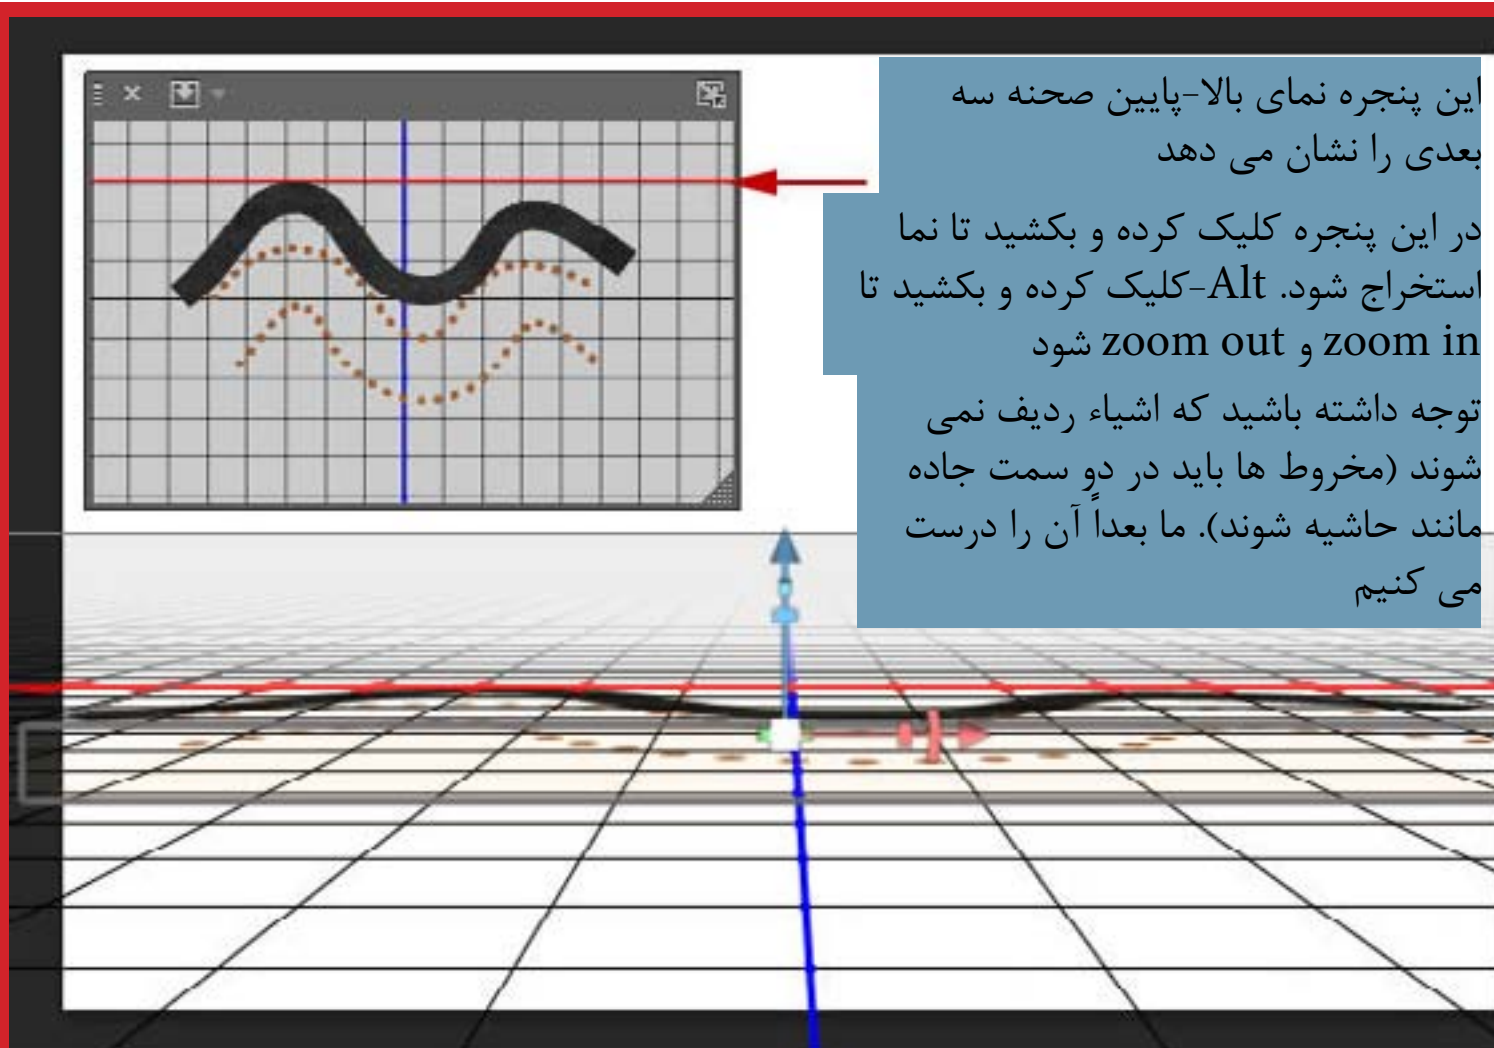 این پنجره نمای بالا-پایین صحنه سه
بعدی را نشان می دهد
در این پنجره کلیک کرده و بکشید تا نما
استخراج شود. Alt-کلیک کرده و بکشید تا
zoom in و zoom out شود
توجه داشته باشید که اشیاء ردیف نمی
شوند (مخروط ها باید در دو سمت جاده
مانند حاشیه شوند). ما بعداً آن را درست
می کنیم